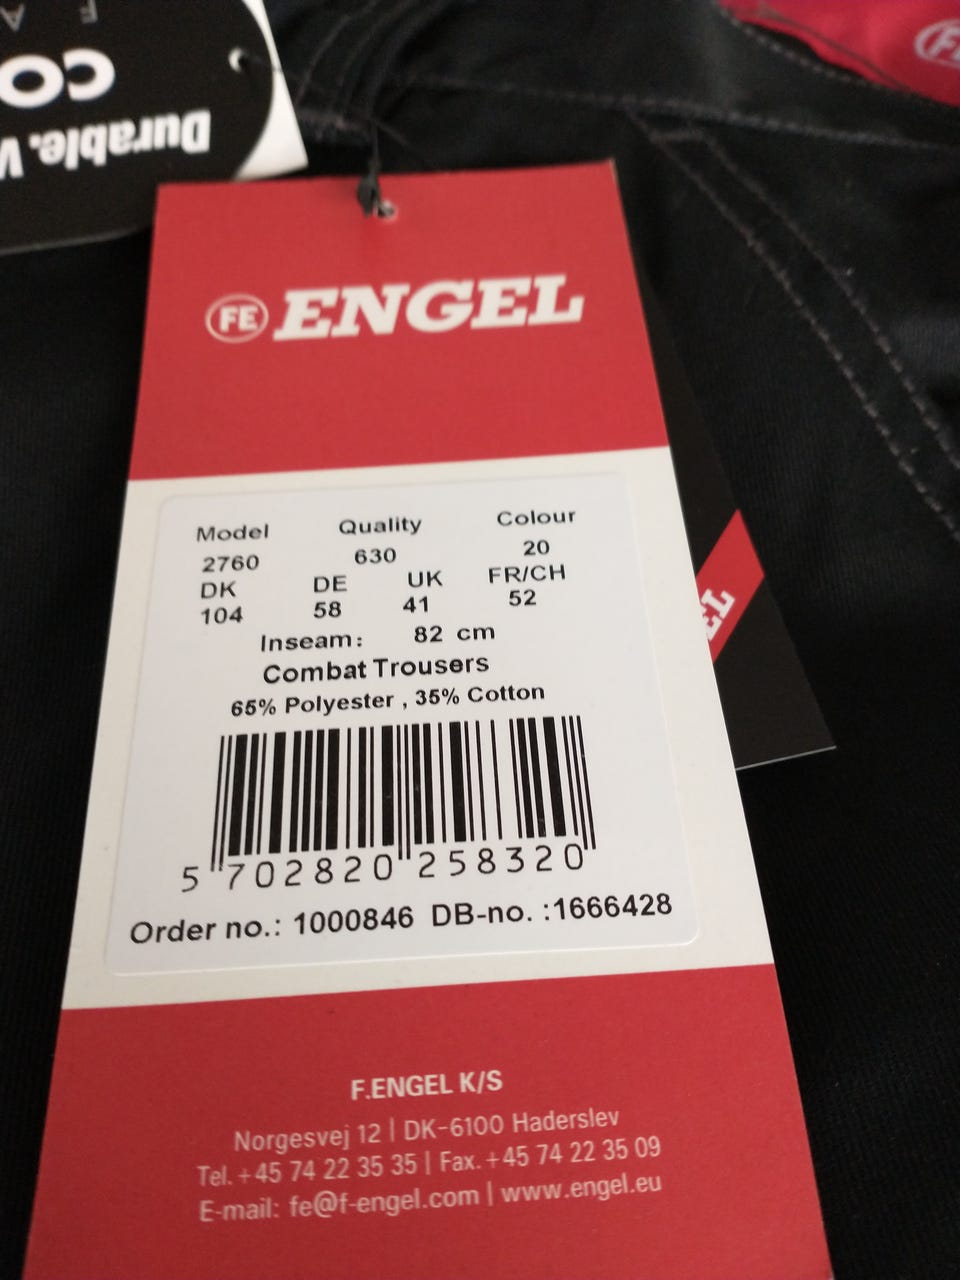 Durable.
CO
FE ENGEL
Model Quality Colour
2760 630 20
DK DE UK FR/CH
104 58 41 52
Inseam: 82 cm
Combat Trousers
65% Polyester , 35% Cotton
5 702820 258320
Order no.: 1000846 DB-no. :1666428
EL
F.ENGEL K/S
Norgesvej 12 | DK-6100 Haderslev
Tel. +45 74 22 35 35 | Fax. +45 74 22 35 09
E-mail: fe@f-engel.com | www.engel.eu